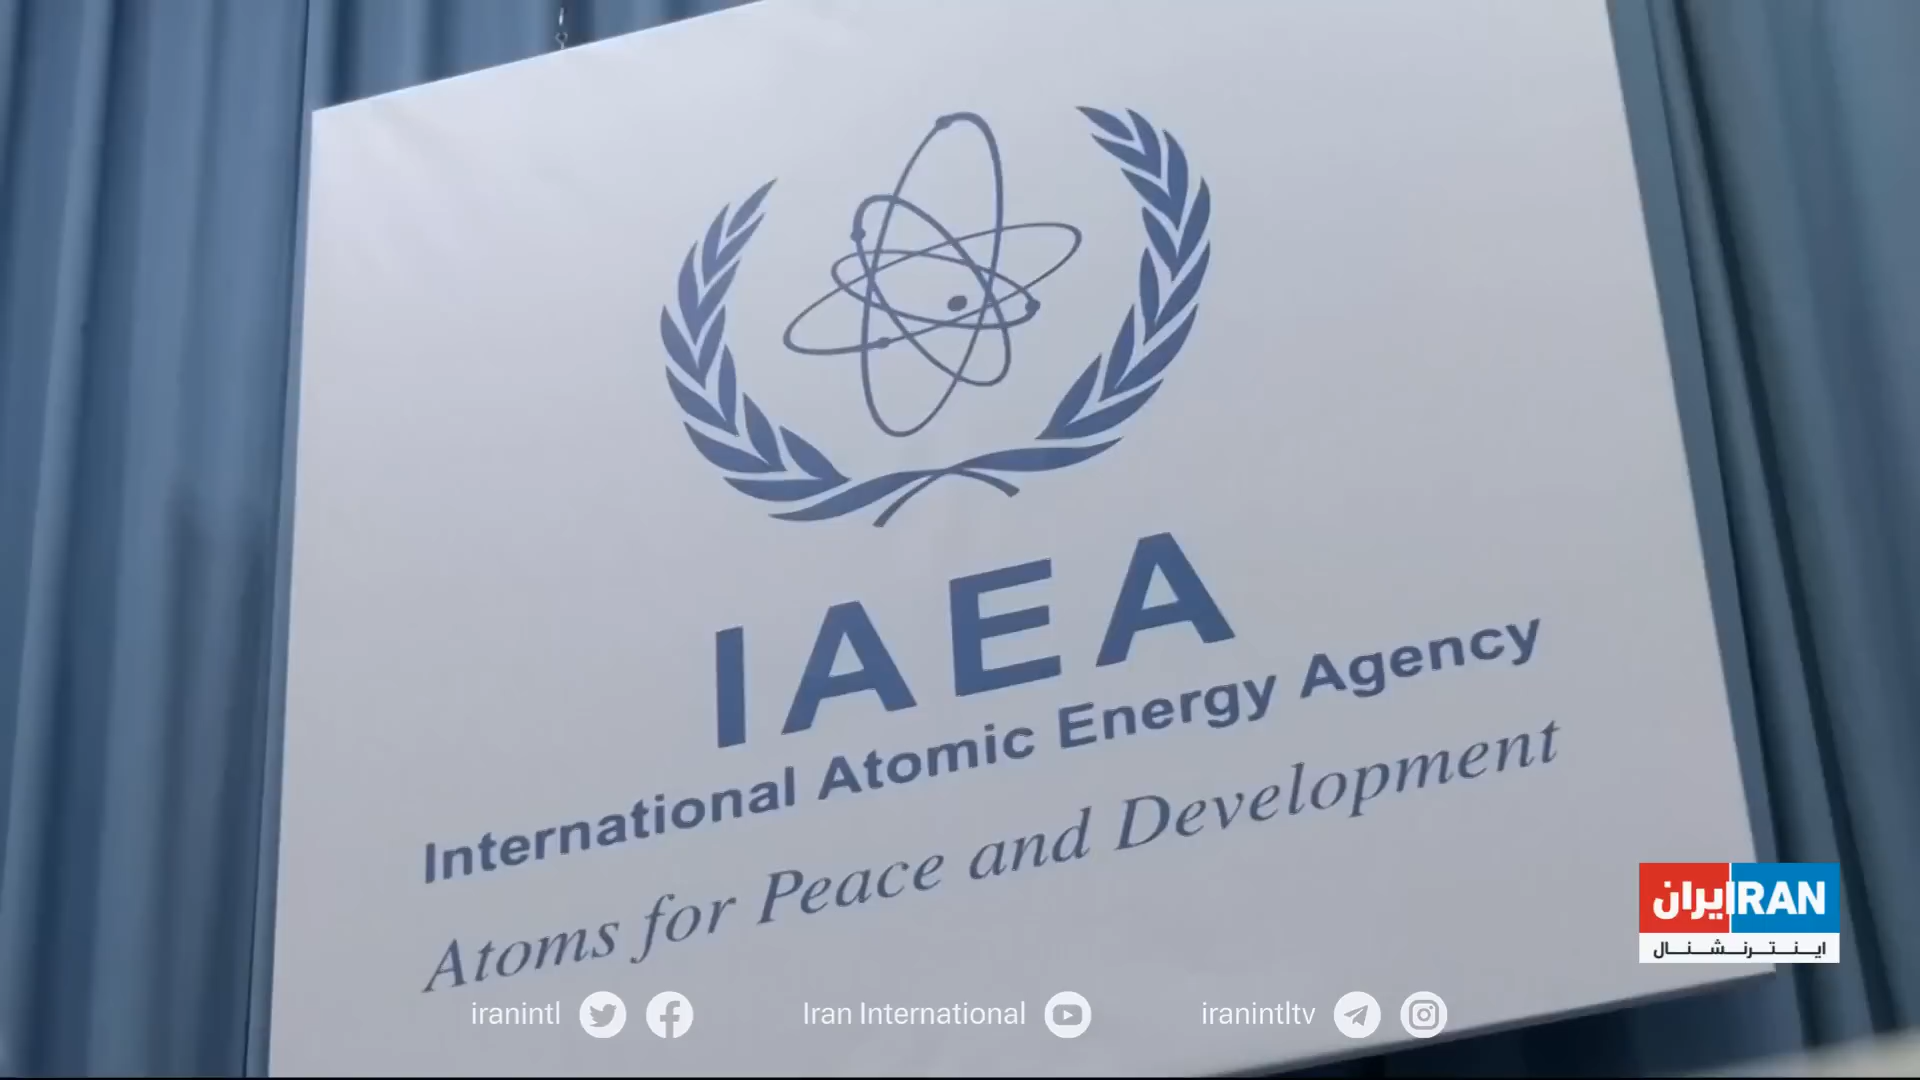 IAEA
International Atomic Energy Agency
Atoms for Peace and Development
ایران IRAN
اینترنشنال
iranintl
Iran International
iranintltv